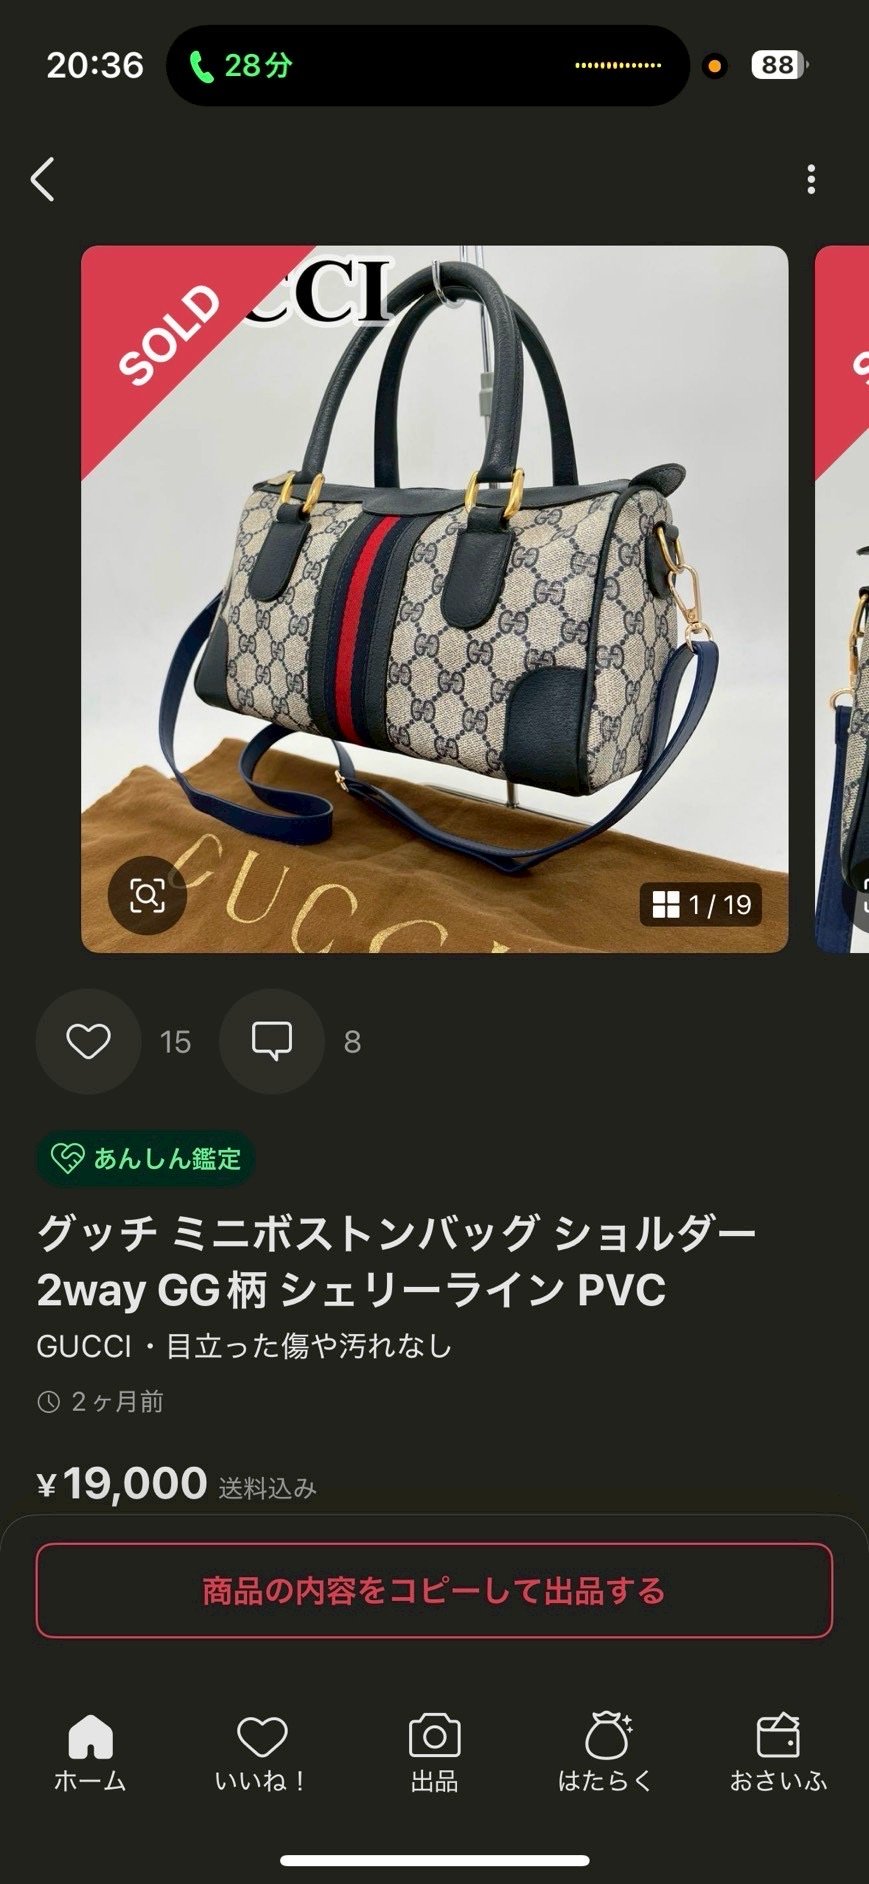 20:36
28分
88
CCI
SOLD
GUCCI
1 / 19
15
8
あんしん鑑定
グッチ ミニボストンバッグ ショルダー
2way GG柄 シェリーライン PVC
GUCCI・目立った傷や汚れなし
2ヶ月前
¥19,000 送料込み
商品の内容をコピーして出品する
ホーム
いいね！
出品
はたらく
おさいふ